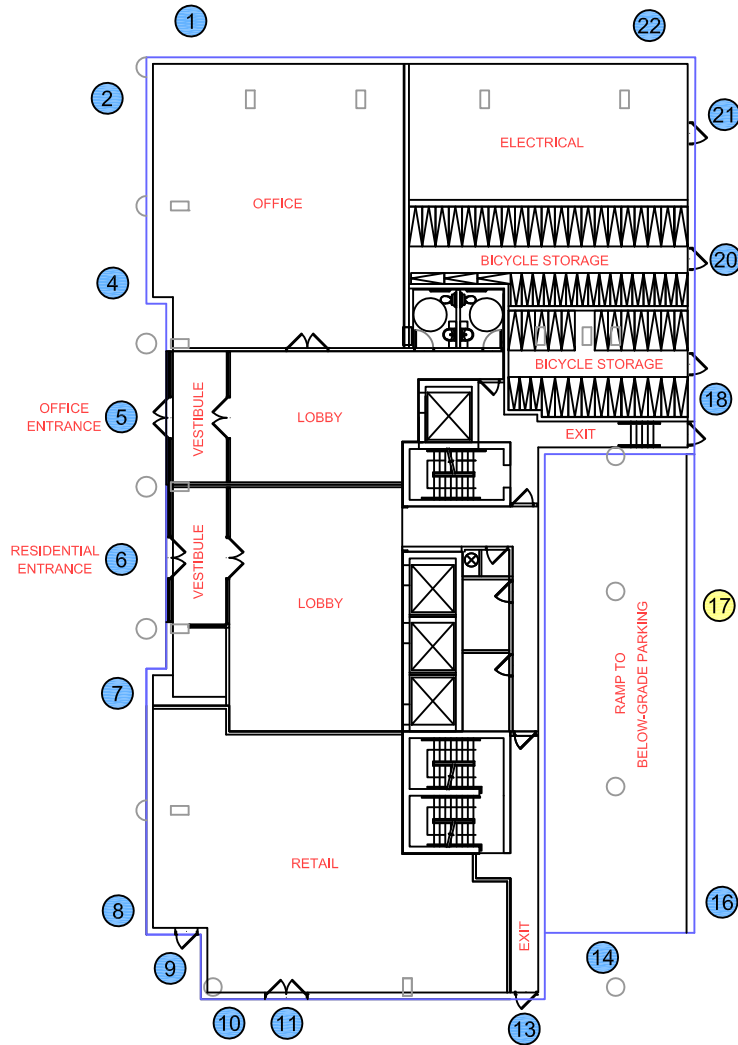 1
22
2
21
ELECTRICAL
OFFICE
BICYCLE STORAGE
20
4
BICYCLE STORAGE
18
OFFICE
ENTRANCE
5
VESTIBULE
LOBBY
EXIT
RESIDENTIAL
ENTRANCE
6
VESTIBULE
LOBBY
17
RAMP TO
BELOW-GRADE PARKING
7
RETAIL
8
16
9
EXIT
14
10
11
13